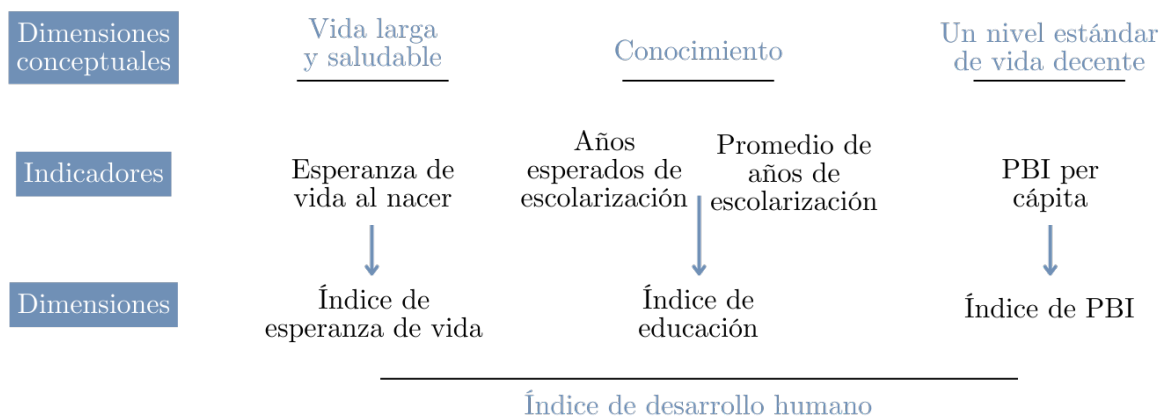 Dimensiones
conceptuales
Vida larga
y saludable
Conocimiento
Un nivel estándar
de vida decente
Indicadores
Esperanza de
vida al nacer
Años
esperados de
escolarización
Promedio de
años de
escolarización
PBI per
cápita
Dimensiones
Índice de
esperanza de vida
Índice de
educación
Índice de PBI
Índice de desarrollo humano